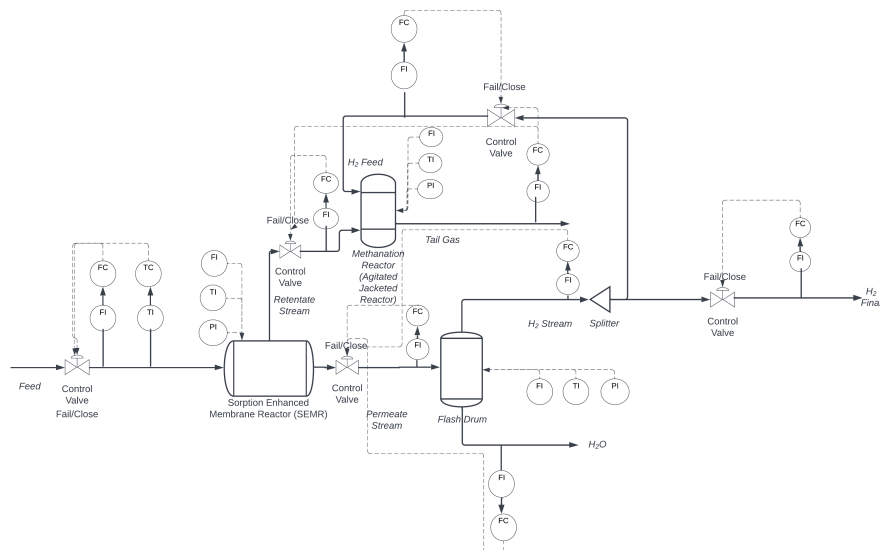 FC
FI
Fail/Close
Control
Valve
FI
TI
PI
FC
FI
H₂ Feed
FC
FI
Fail/Close
Control
Valve
Methanation
Reactor
(Agitated
Jacketed
Reactor)
Tail Gas
FC
FI
FC
TC
FI
TI
FI
TI
PI
Retentate
Stream
FC
FI
Fail/Close
Control
Valve
H₂ Stream
Splitter
FC
FI
Fail/Close
Control
Valve
H₂
Fina
Feed
Control
Valve
Fail/Close
Sorption Enhanced
Membrane Reactor (SEMR)
Permeate
Stream
Flash Drum
FI
TI
PI
H₂O
FI
FC